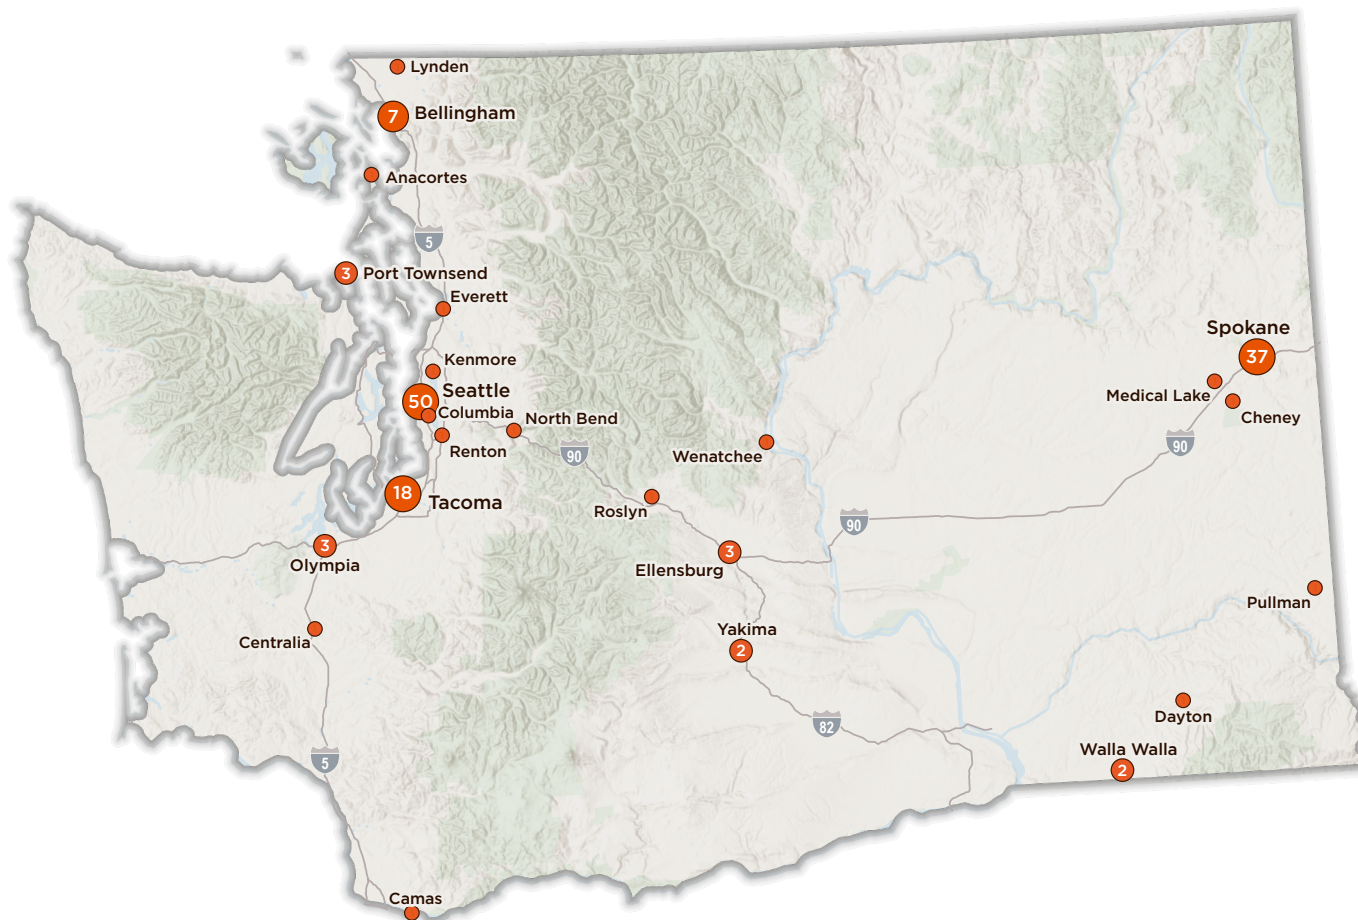 Lynden
7
Bellingham
Anacortes
5
3
Port Townsend
Everett
Spokane
37
Kenmore
Seattle
50
Columbia
North Bend
Medical Lake
Cheney
Renton
90
Wenatchee
90
18
Tacoma
Roslyn
90
3
Olympia
3
Ellensburg
Pullman
Centralia
Yakima
2
Dayton
82
Walla Walla
2
5
Camas